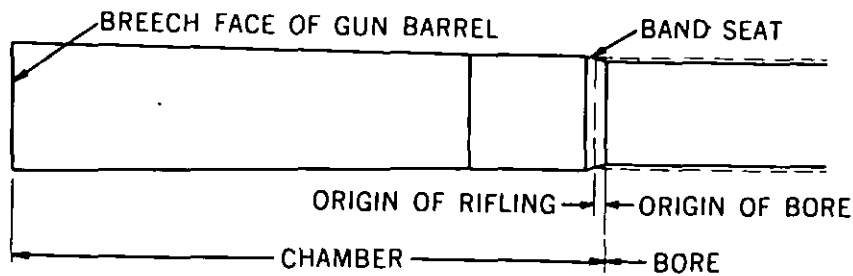 BREECH FACE OF GUN BARREL
BAND SEAT
ORIGIN OF RIFLING
ORIGIN OF BORE
CHAMBER
BORE